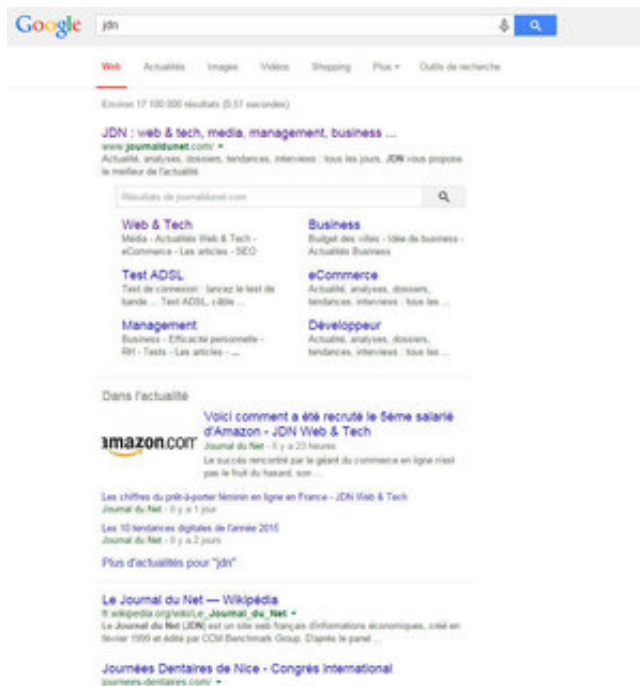 Google jdn
Web Actualités Images Vidéos Shopping Plus Outils de recherche
Environ 17 100 000 résultats (0,51 secondes)
JDN : web & tech, media, management, business ...
www.journaldunet.com/
Actualité, analyses, dossiers, tendances, interviews : tous les jours, JDN vous propose
le meilleur de l'actualité
Résultats de journaldunet.com
Web & Tech
Média - Actualités Web & Tech -
eCommerce - Les articles - SEO
Business
Budget des villes - Idée de business -
Actualités Business
Test ADSL
Test de connexion : lancez le test de
bande ... Test ADSL, câble ...
eCommerce
Actualité, analyses, dossiers,
tendances, interviews : tous les ...
Management
Business - Efficacité personnelle -
RH - Tests - Les articles - ...
Développeur
Actualité, analyses, dossiers,
tendances, interviews : tous les ...
Dans l'actualité
amazon.com
Voici comment a été recruté le 5ème salarié
d'Amazon - JDN Web & Tech
Journal du Net - Il y a 23 heures
Le succès rencontré par le géant du commerce en ligne n'est
pas le fruit du hasard, son ...
Les chiffres du prêt-à-porter féminin en ligne en France - JDN Web & Tech
Journal du Net - Il y a 1 jour
Les 10 tendances digitales de l'année 2015
Journal du Net - Il y a 2 jours
Plus d'actualités pour "jdn"
Le Journal du Net — Wikipédia
fr.wikipedia.org/wiki/Le_Journal_du_Net
Le Journal du Net (JDN) est un site web français d'informations économiques, créé en
février 1999 et édité par CCM Benchmark Group. D'après le panel ...
Journées Dentaires de Nice - Congrès International
journees-dentaires.com/